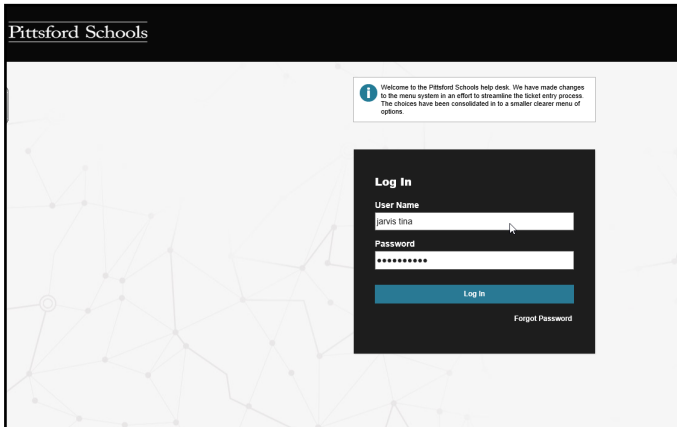 Pittsford Schools
Welcome to the Pittsford Schools help desk. We have made changes
to the menu system in an effort to streamline the ticket entry process.
The choices have been consolidated in to a smaller clearer menu of
options.
Log In
User Name
jarvis tina
Password
●●●●●●●●●●
Log In
Forgot Password